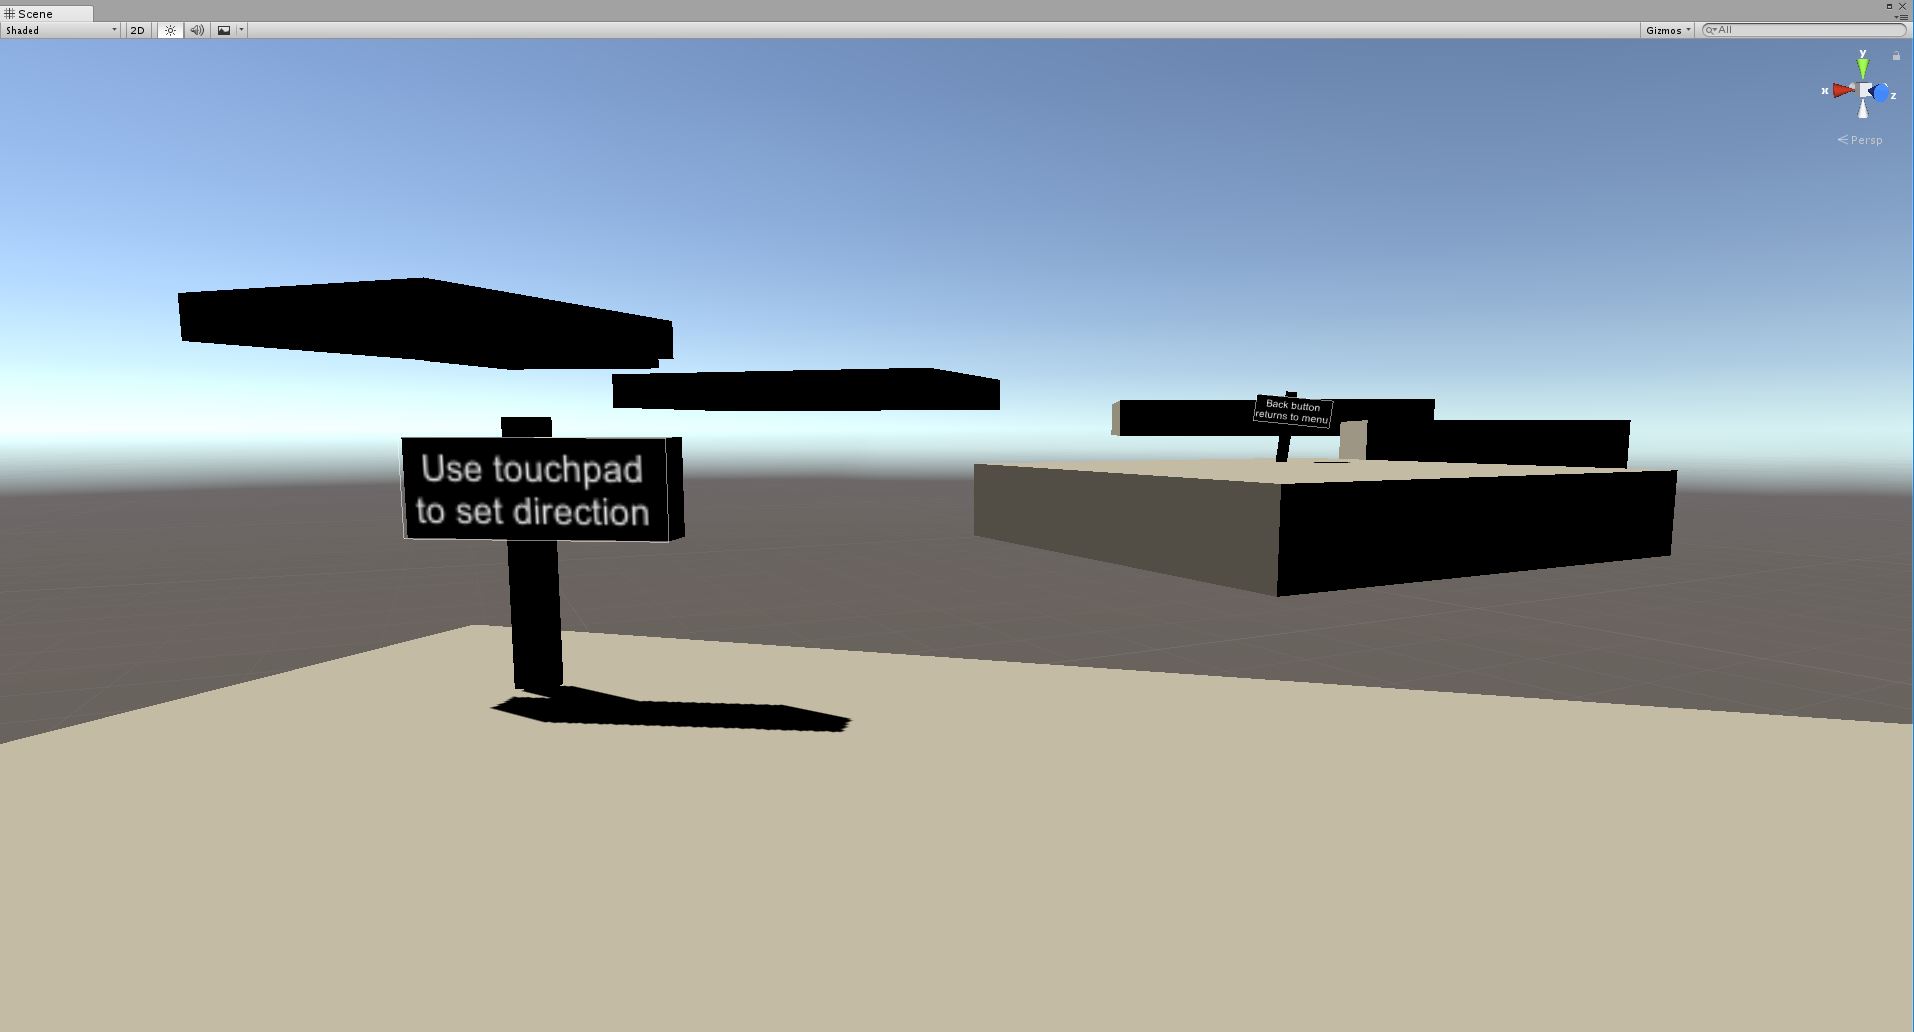 Scene
Shaded
2D
Gizmos
All
y
x
z
Persp
Back button
returns to menu
Use touchpad
to set direction